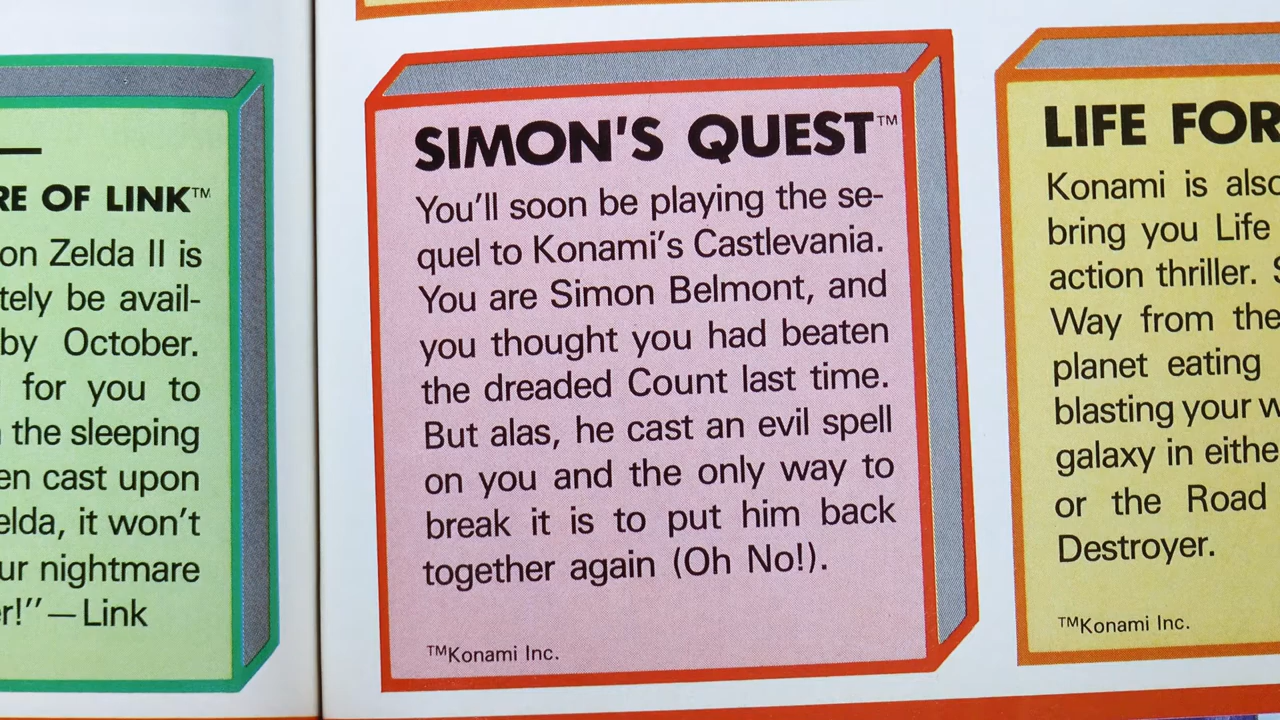 RE OF LINK™
on Zelda II is
tely be avail-
by October.
for you to
the sleeping
en cast upon
elda, it won't
ur nightmare
r!"—Link
SIMON'S QUEST™
You'll soon be playing the se-
quel to Konami's Castlevania.
You are Simon Belmont, and
you thought you had beaten
the dreaded Count last time.
But alas, he cast an evil spell
on you and the only way to
break it is to put him back
together again (Oh No!).
™Konami Inc.
LIFE FOR
Konami is also
bring you Life
action thriller.
Way from the
planet eating
blasting your w
galaxy in eithe
or the Road
Destroyer.
™Konami Inc.